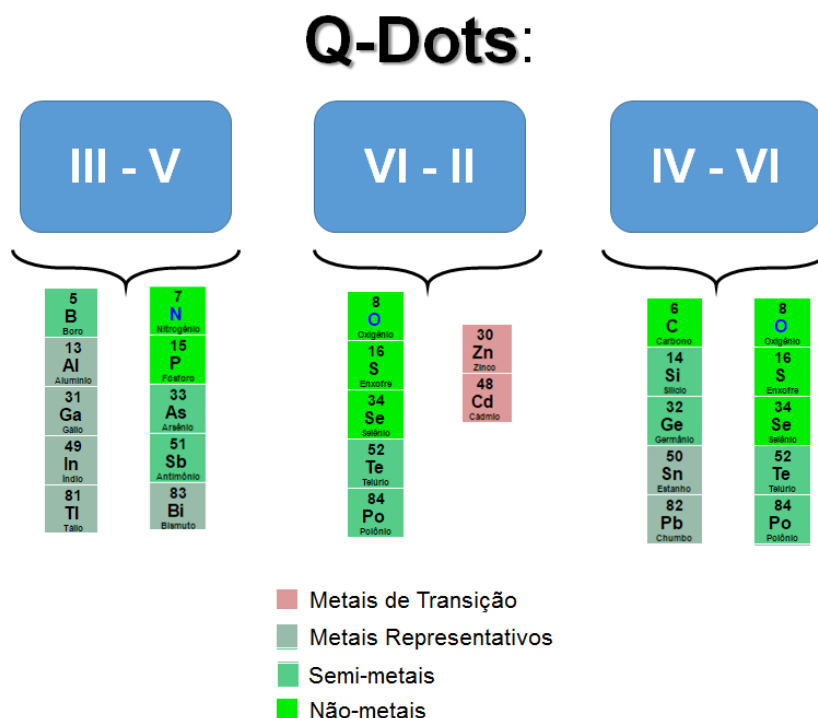 Q-Dots:
III - V
VI - II
IV - VI
5
B
Boro
13
Al
Alumínio
31
Ga
Gálio
49
In
Índio
81
Tl
Tálio
7
N
Nitrogênio
15
P
Fósforo
33
As
Arsênio
51
Sb
Antimônio
83
Bi
Bismuto
8
O
Oxigênio
16
S
Enxofre
34
Se
Selênio
52
Te
Telúrio
84
Po
Polônio
30
Zn
Zinco
48
Cd
Cádmio
6
C
Carbono
14
Si
Silício
32
Ge
Germânio
50
Sn
Estanho
82
Pb
Chumbo
8
O
Oxigênio
16
S
Enxofre
34
Se
Selênio
52
Te
Telúrio
84
Po
Polônio
Metais de Transição
Metais Representativos
Semi-metais
Não-metais